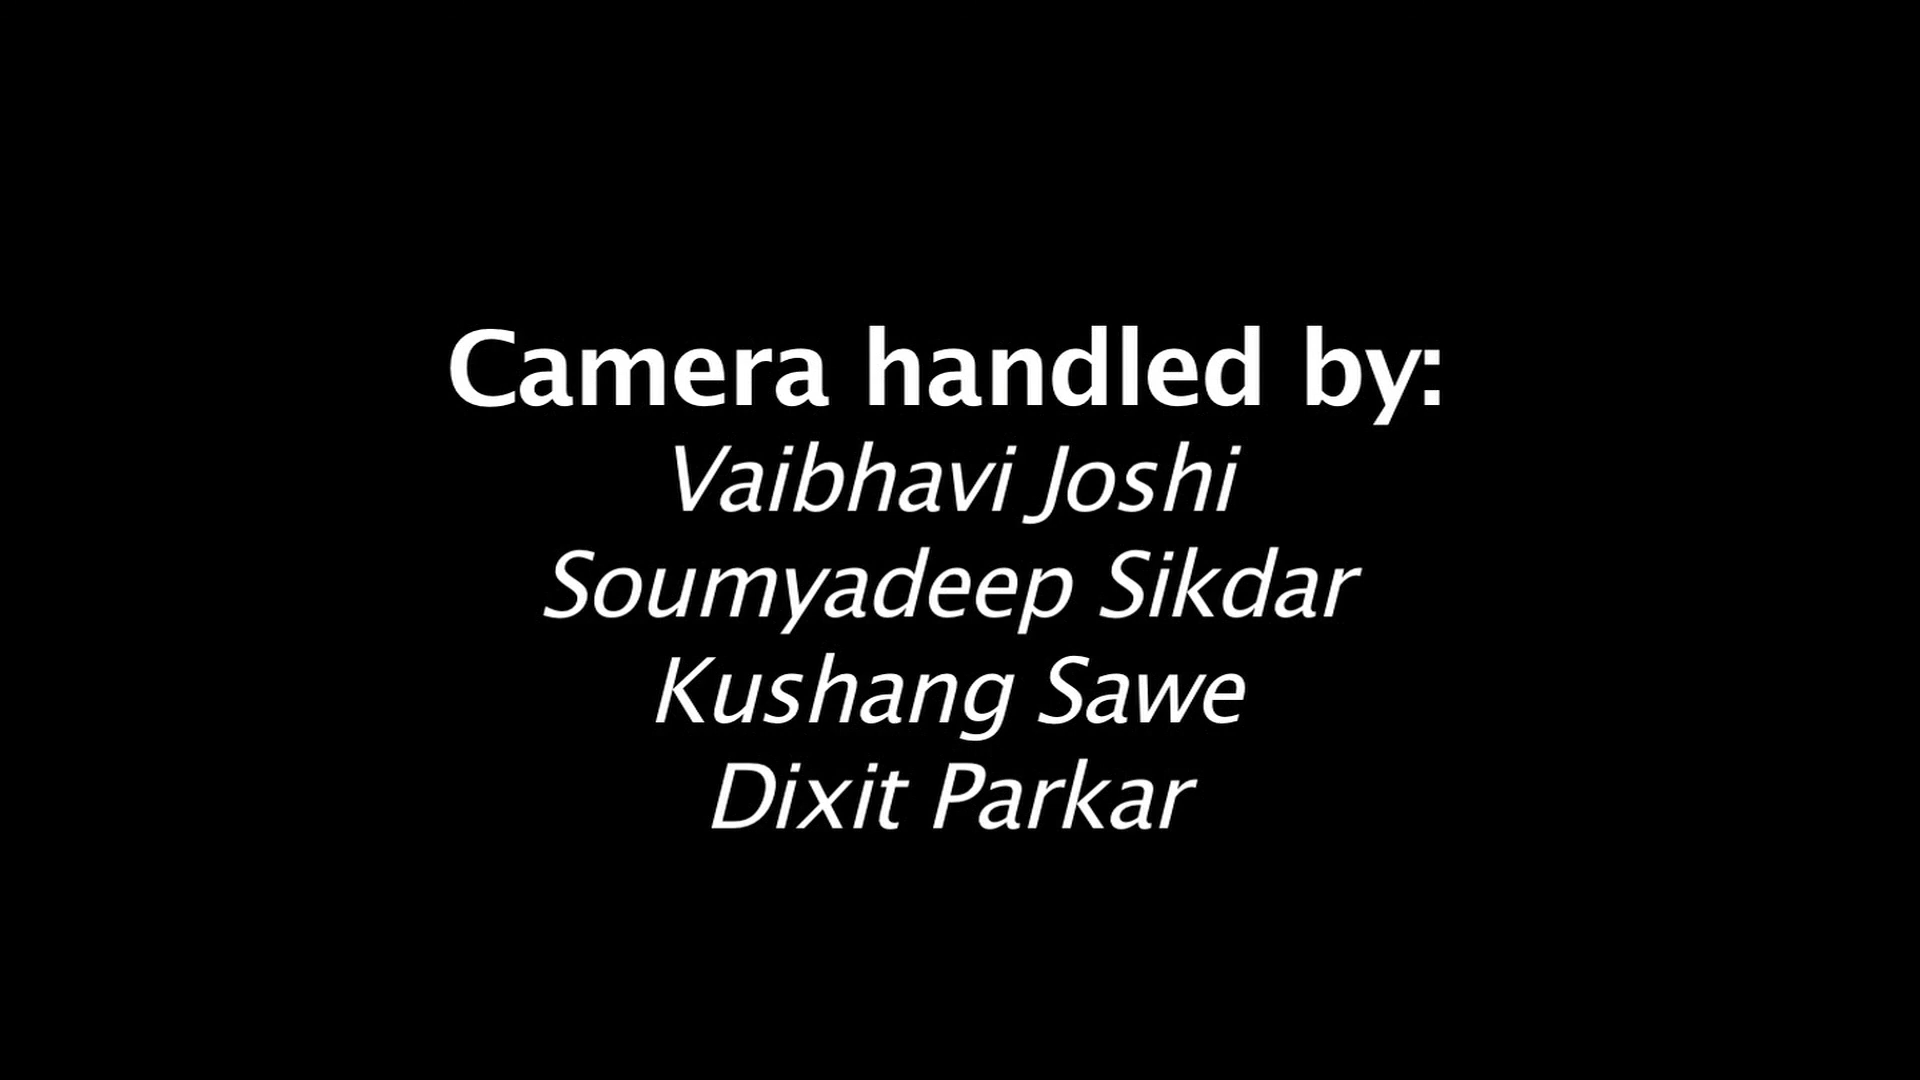 Camera handled by:
Vaibhavi Joshi
Soumyadeep Sikdar
Kushang Sawe
Dixit Parkar